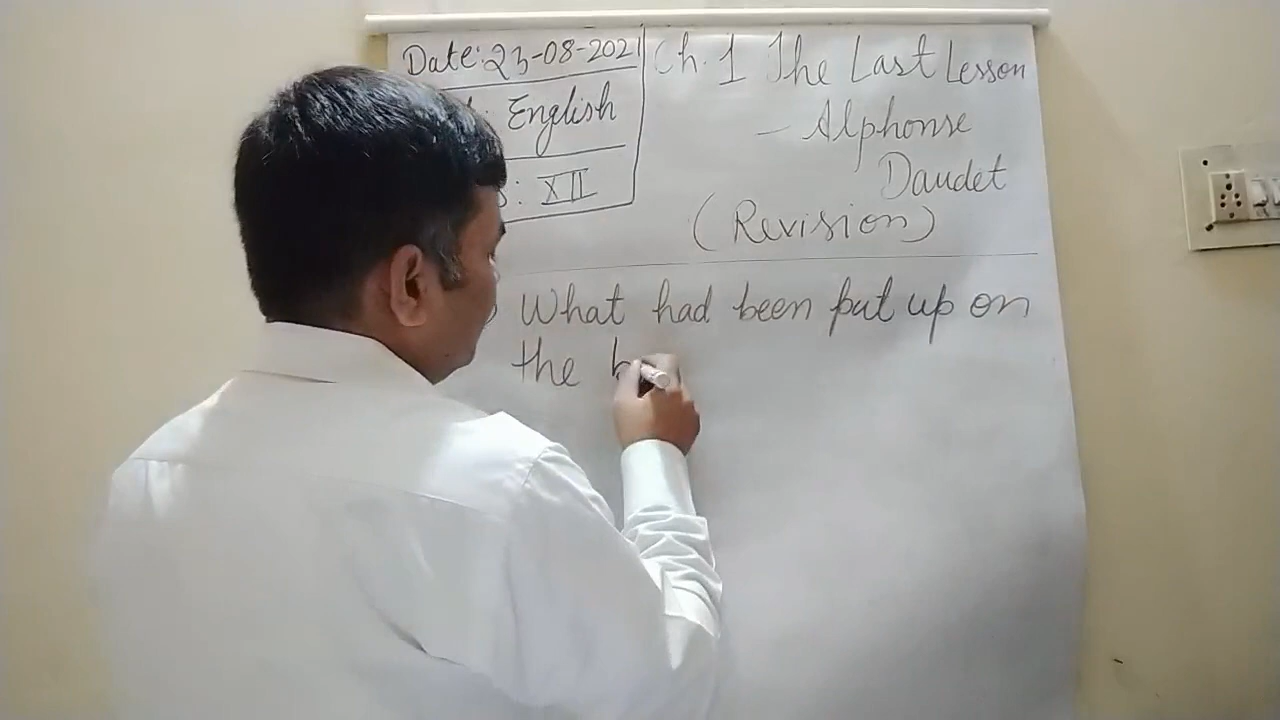 Date: 23-08-2021
English
: XII
Ch. 1 The Last Lesson
- Alphonse
Daudet
(Revision)
What had been put up on
the b